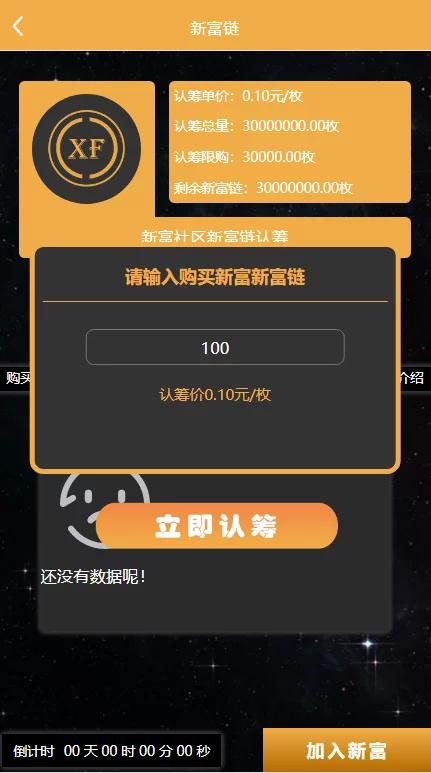 新富链
XF
认筹单价：0.10元/枚
认筹总量：30000000.00枚
认筹限购：30000.00枚
剩余新富链：30000000.00枚
新富社区新富链认筹
请输入购买新富新富链
100
认筹价0.10元/枚
购买
介绍
立即认筹
还没有数据呢！
倒计时 00 天 00 时 00 分 00 秒
加入新富